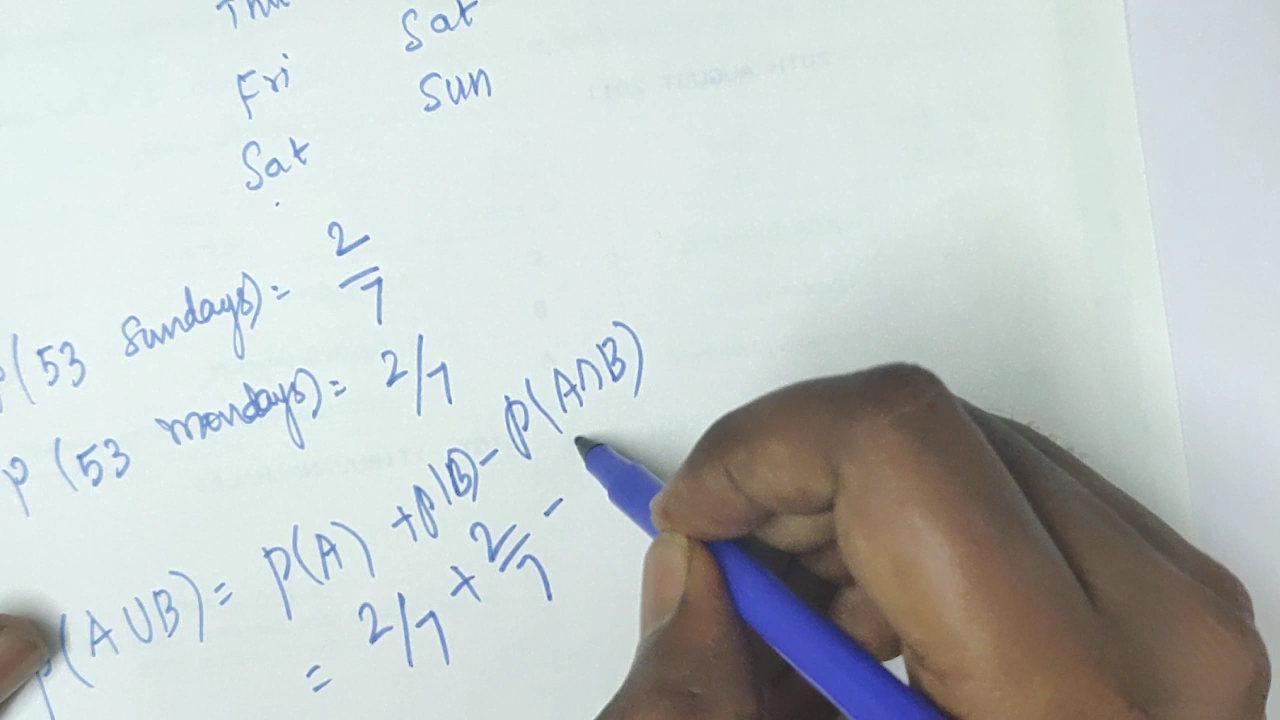 Sat
Fri Sun
Sat
P(53 Sundays) = 2/7
P(53 mondays) = 2/7
P(A∪B) = P(A) + P(B) - P(A∩B)
= 2/7 + 2/7 -